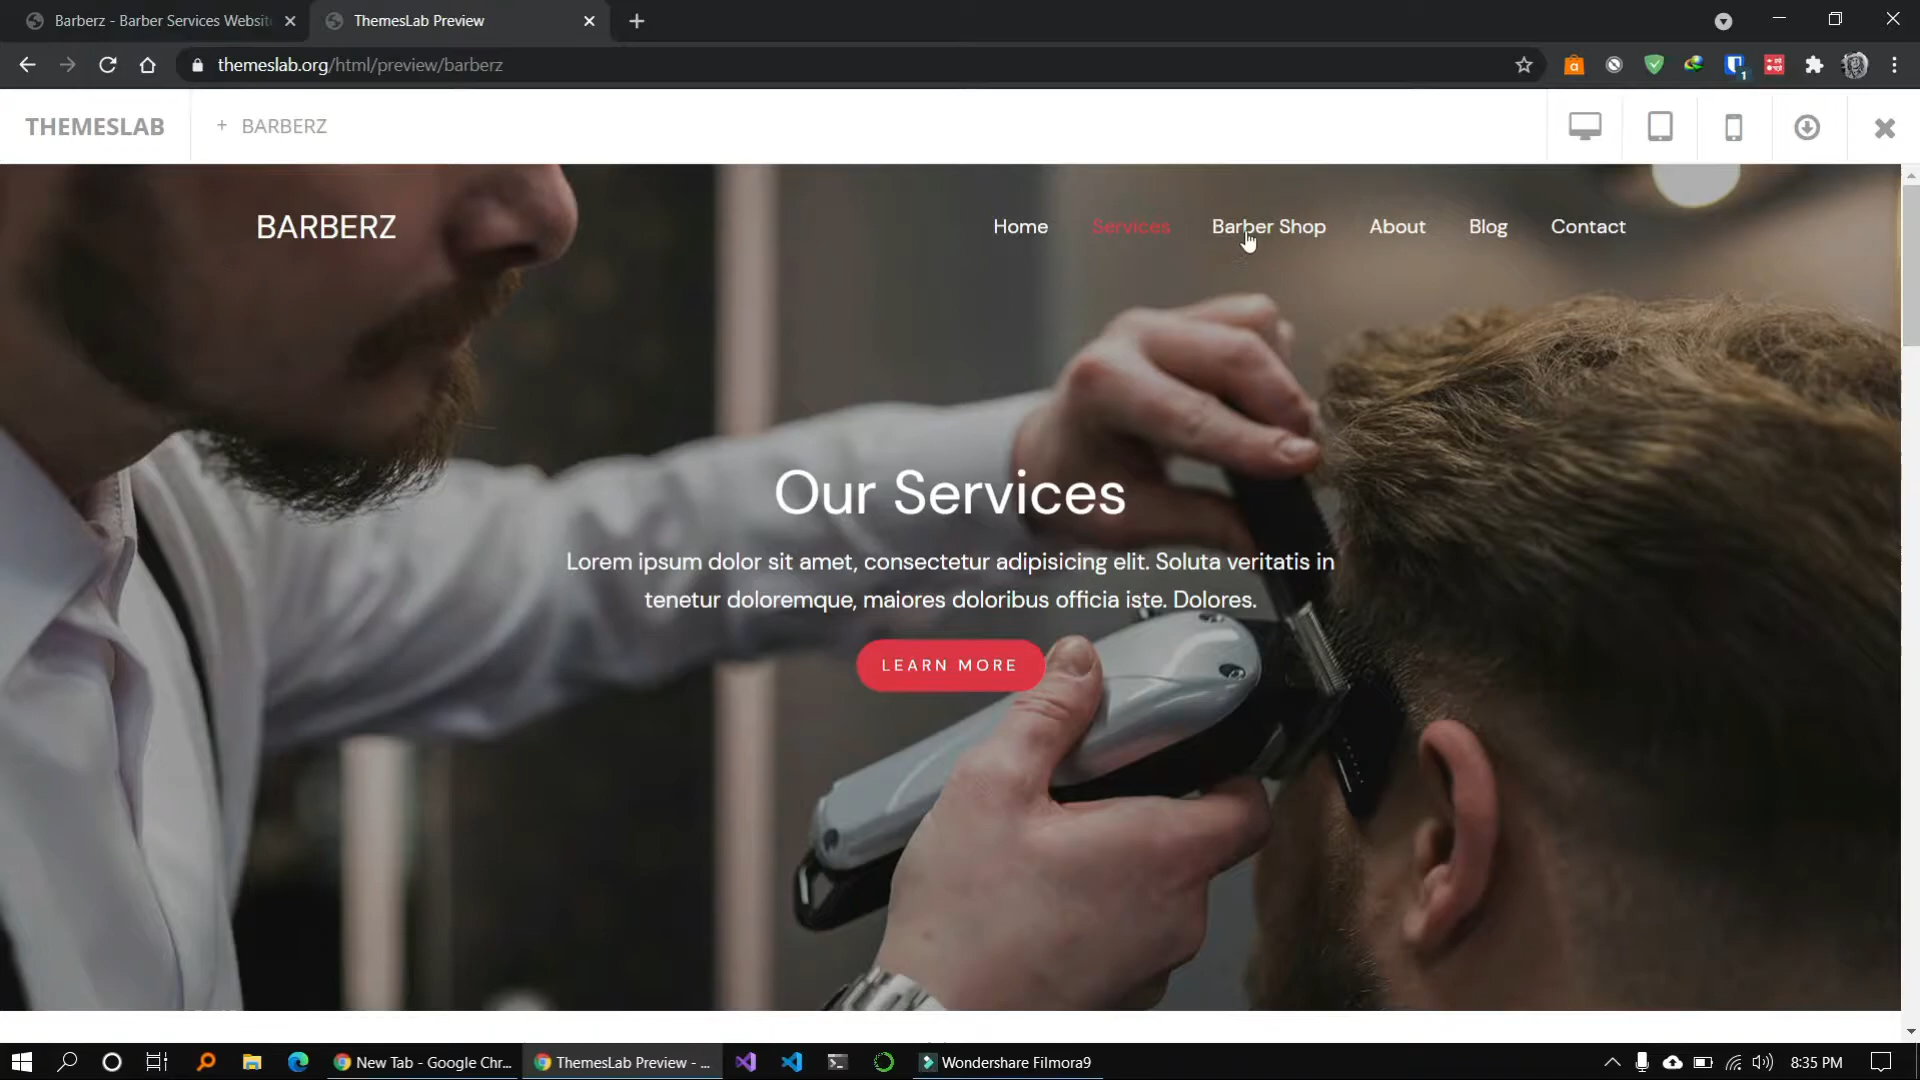 Barberz - Barber Services Websit
ThemesLab Preview
themeslab.org/html/preview/barberz
1
THEMESLAB
+ BARBERZ
BARBERZ
Home
Services
Barber Shop
About
Blog
Contact
Our Services
Lorem ipsum dolor sit amet, consectetur adipisicing elit. Soluta veritatis in
tenetur doloremque, maiores doloribus officia iste. Dolores.
LEARN MORE
New Tab - Google Chr...
ThemesLab Preview - ...
Wondershare Filmora9
8:35 PM